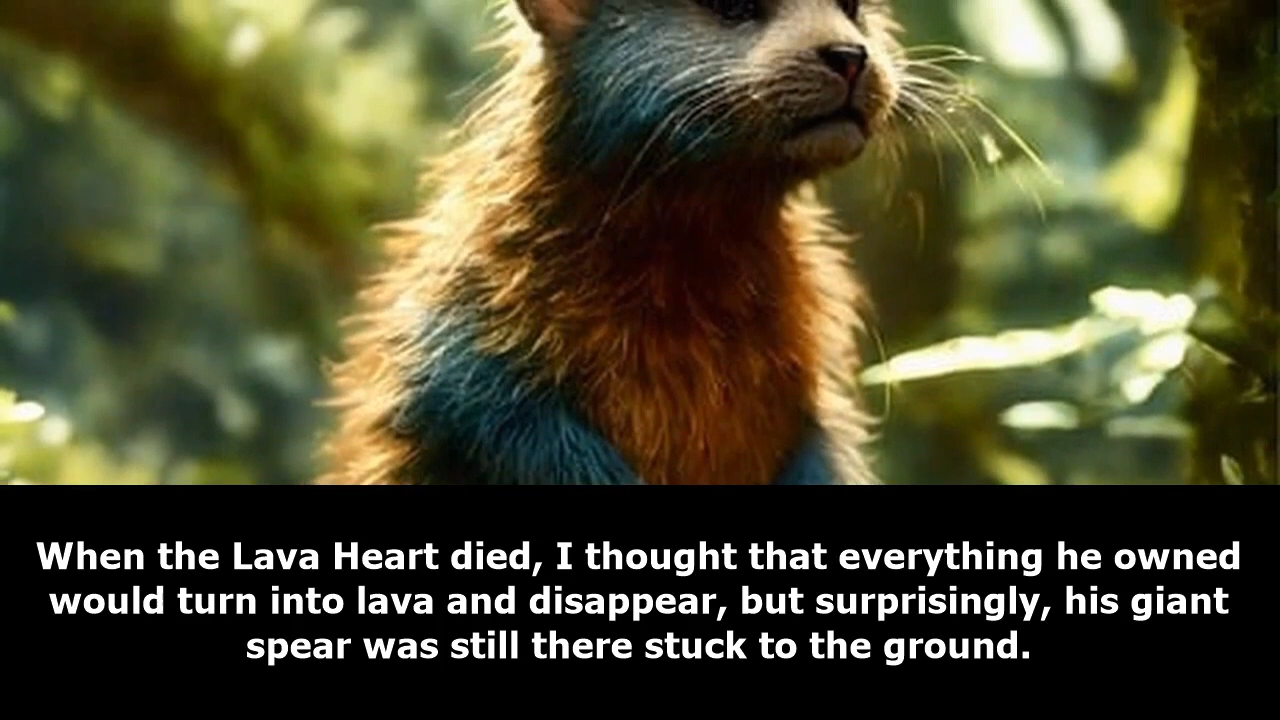 When the Lava Heart died, I thought that everything he owned
would turn into lava and disappear, but surprisingly, his giant
spear was still there stuck to the ground.